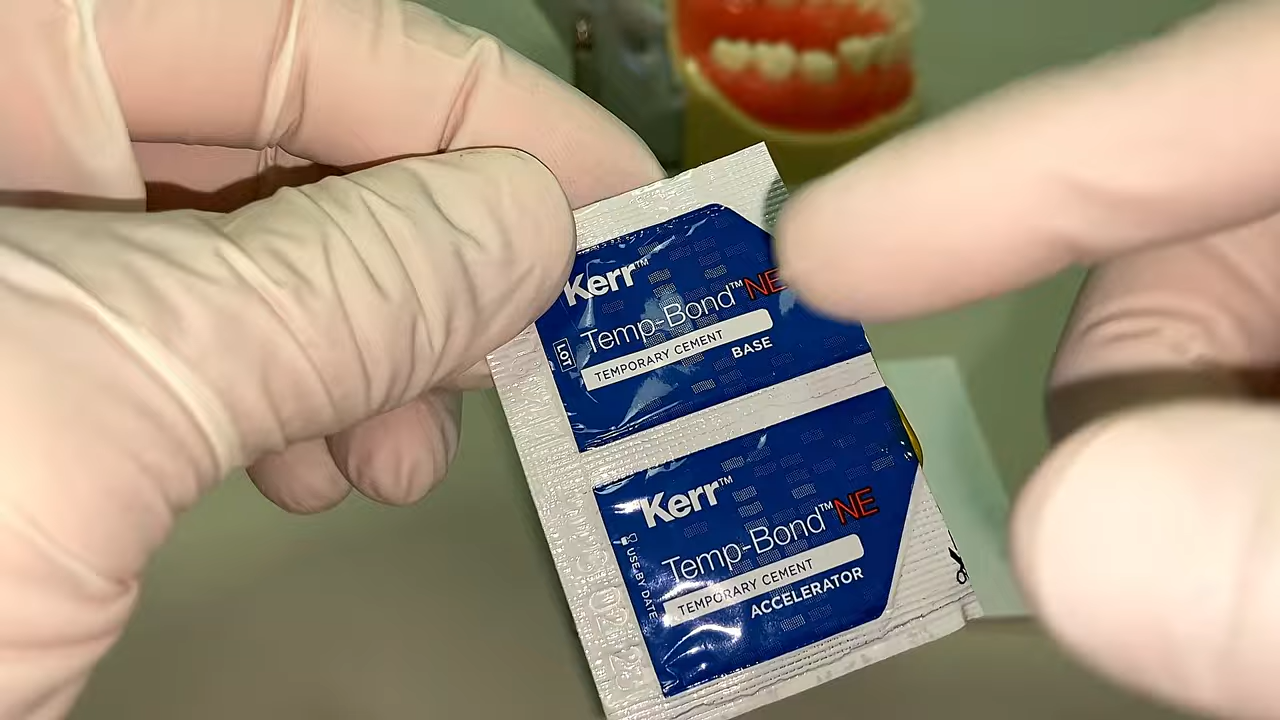 Kerr™
Temp-Bond™NE
TEMPORARY CEMENT
BASE
LOT
Kerr™
Temp-Bond™NE
TEMPORARY CEMENT
ACCELERATOR
USE BY DATE